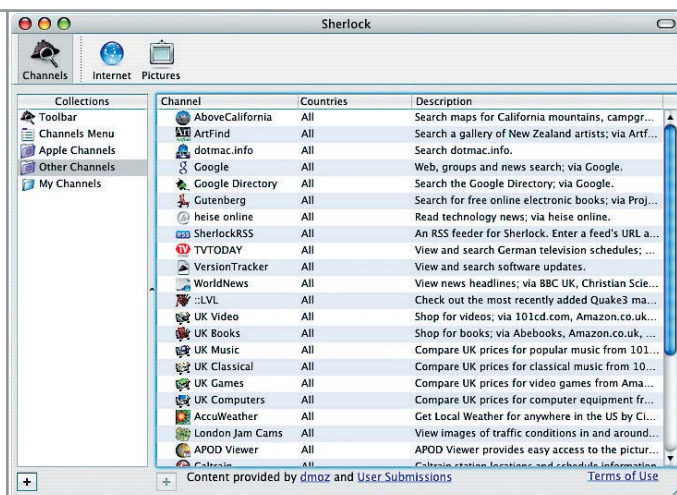 Sherlock
Channels Internet Pictures
Collections
Toolbar
Channels Menu
Apple Channels
Other Channels
My Channels
Channel Countries Description
AboveCalifornia All Search maps for California mountains, campgr...
ArtFind All Search a gallery of New Zealand artists; via Artf...
dotmac.info All Search dotmac.info.
Google All Web, groups and news search; via Google.
Google Directory All Search the Google Directory; via Google.
Gutenberg All Search for free online electronic books; via Proj...
heise online All Read technology news; via heise online.
RSS SherlockRSS All An RSS feeder for Sherlock. Enter a feed's URL a...
TV TVTODAY All View and search German television schedules; ...
VersionTracker All View and search software updates.
WorldNews All View news headlines; via BBC UK, Christian Scie...
::LVL All Check out the most recently added Quake3 ma...
UK Video All Shop for videos; via 101cd.com, Amazon.co.uk...
UK Books All Shop for books; via Abebooks, Amazon.co.uk, ...
UK Music All Compare UK prices for popular music from 101...
UK Classical All Compare UK prices for classical music from 10...
UK Games All Compare UK prices for video games from Ama...
UK Computers All Compare UK prices for computer equipment fr...
AccuWeather All Get Local Weather for anywhere in the US by Ci...
London Jam Cams All View images of traffic conditions in and around...
APOD Viewer All APOD Viewer provides easy access to the pictur...
Caltrain All Caltrain station locations and schedule information
Content provided by dmoz and User Submissions Terms of Use